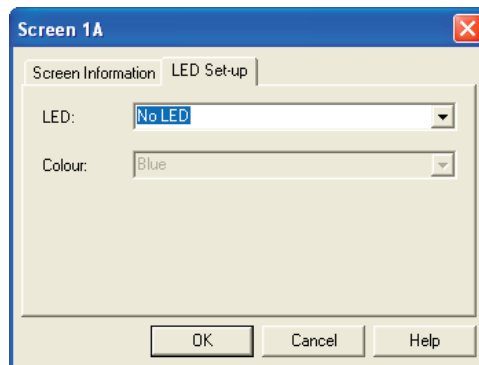 Screen 1A
Screen Information LED Set-up
LED: No LED
Colour: Blue
OK Cancel Help